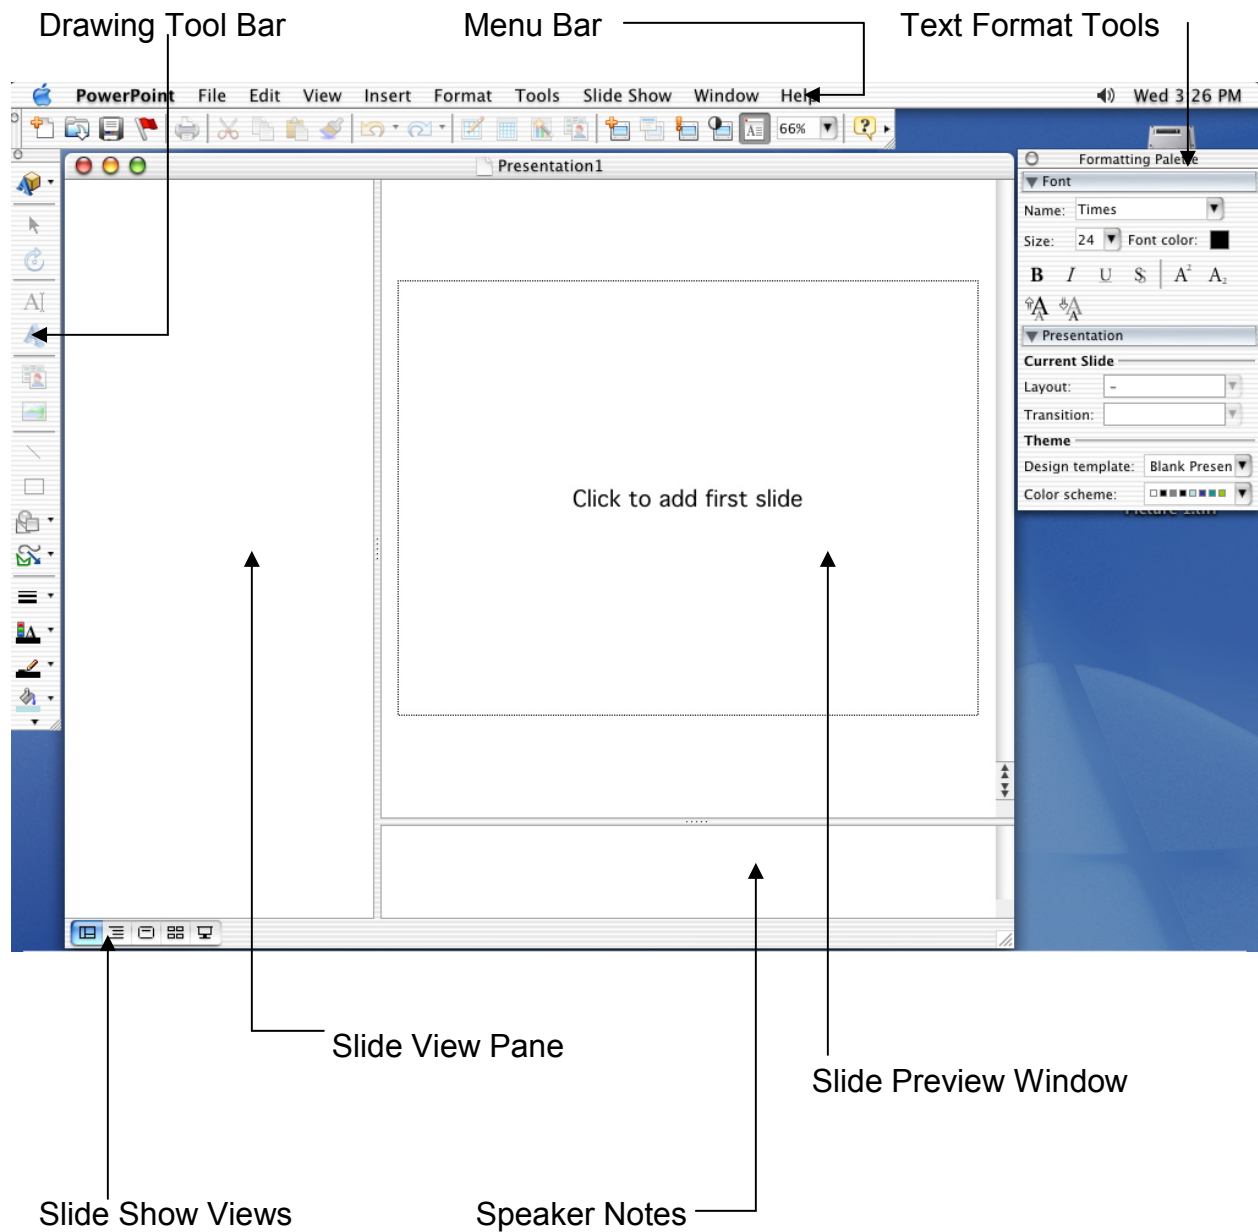 Drawing Tool Bar
Menu Bar
Text Format Tools
PowerPoint File Edit View Insert Format Tools Slide Show Window Help
Wed 3:26 PM
66%
Presentation1
Formatting Palette
Font
Name: Times
Size: 24 Font color:
B I U S A² A₂
Presentation
Current Slide
Layout: -
Transition:
Theme
Design template: Blank Presen
Color scheme:
Click to add first slide
Slide View Pane
Slide Preview Window
Slide Show Views
Speaker Notes